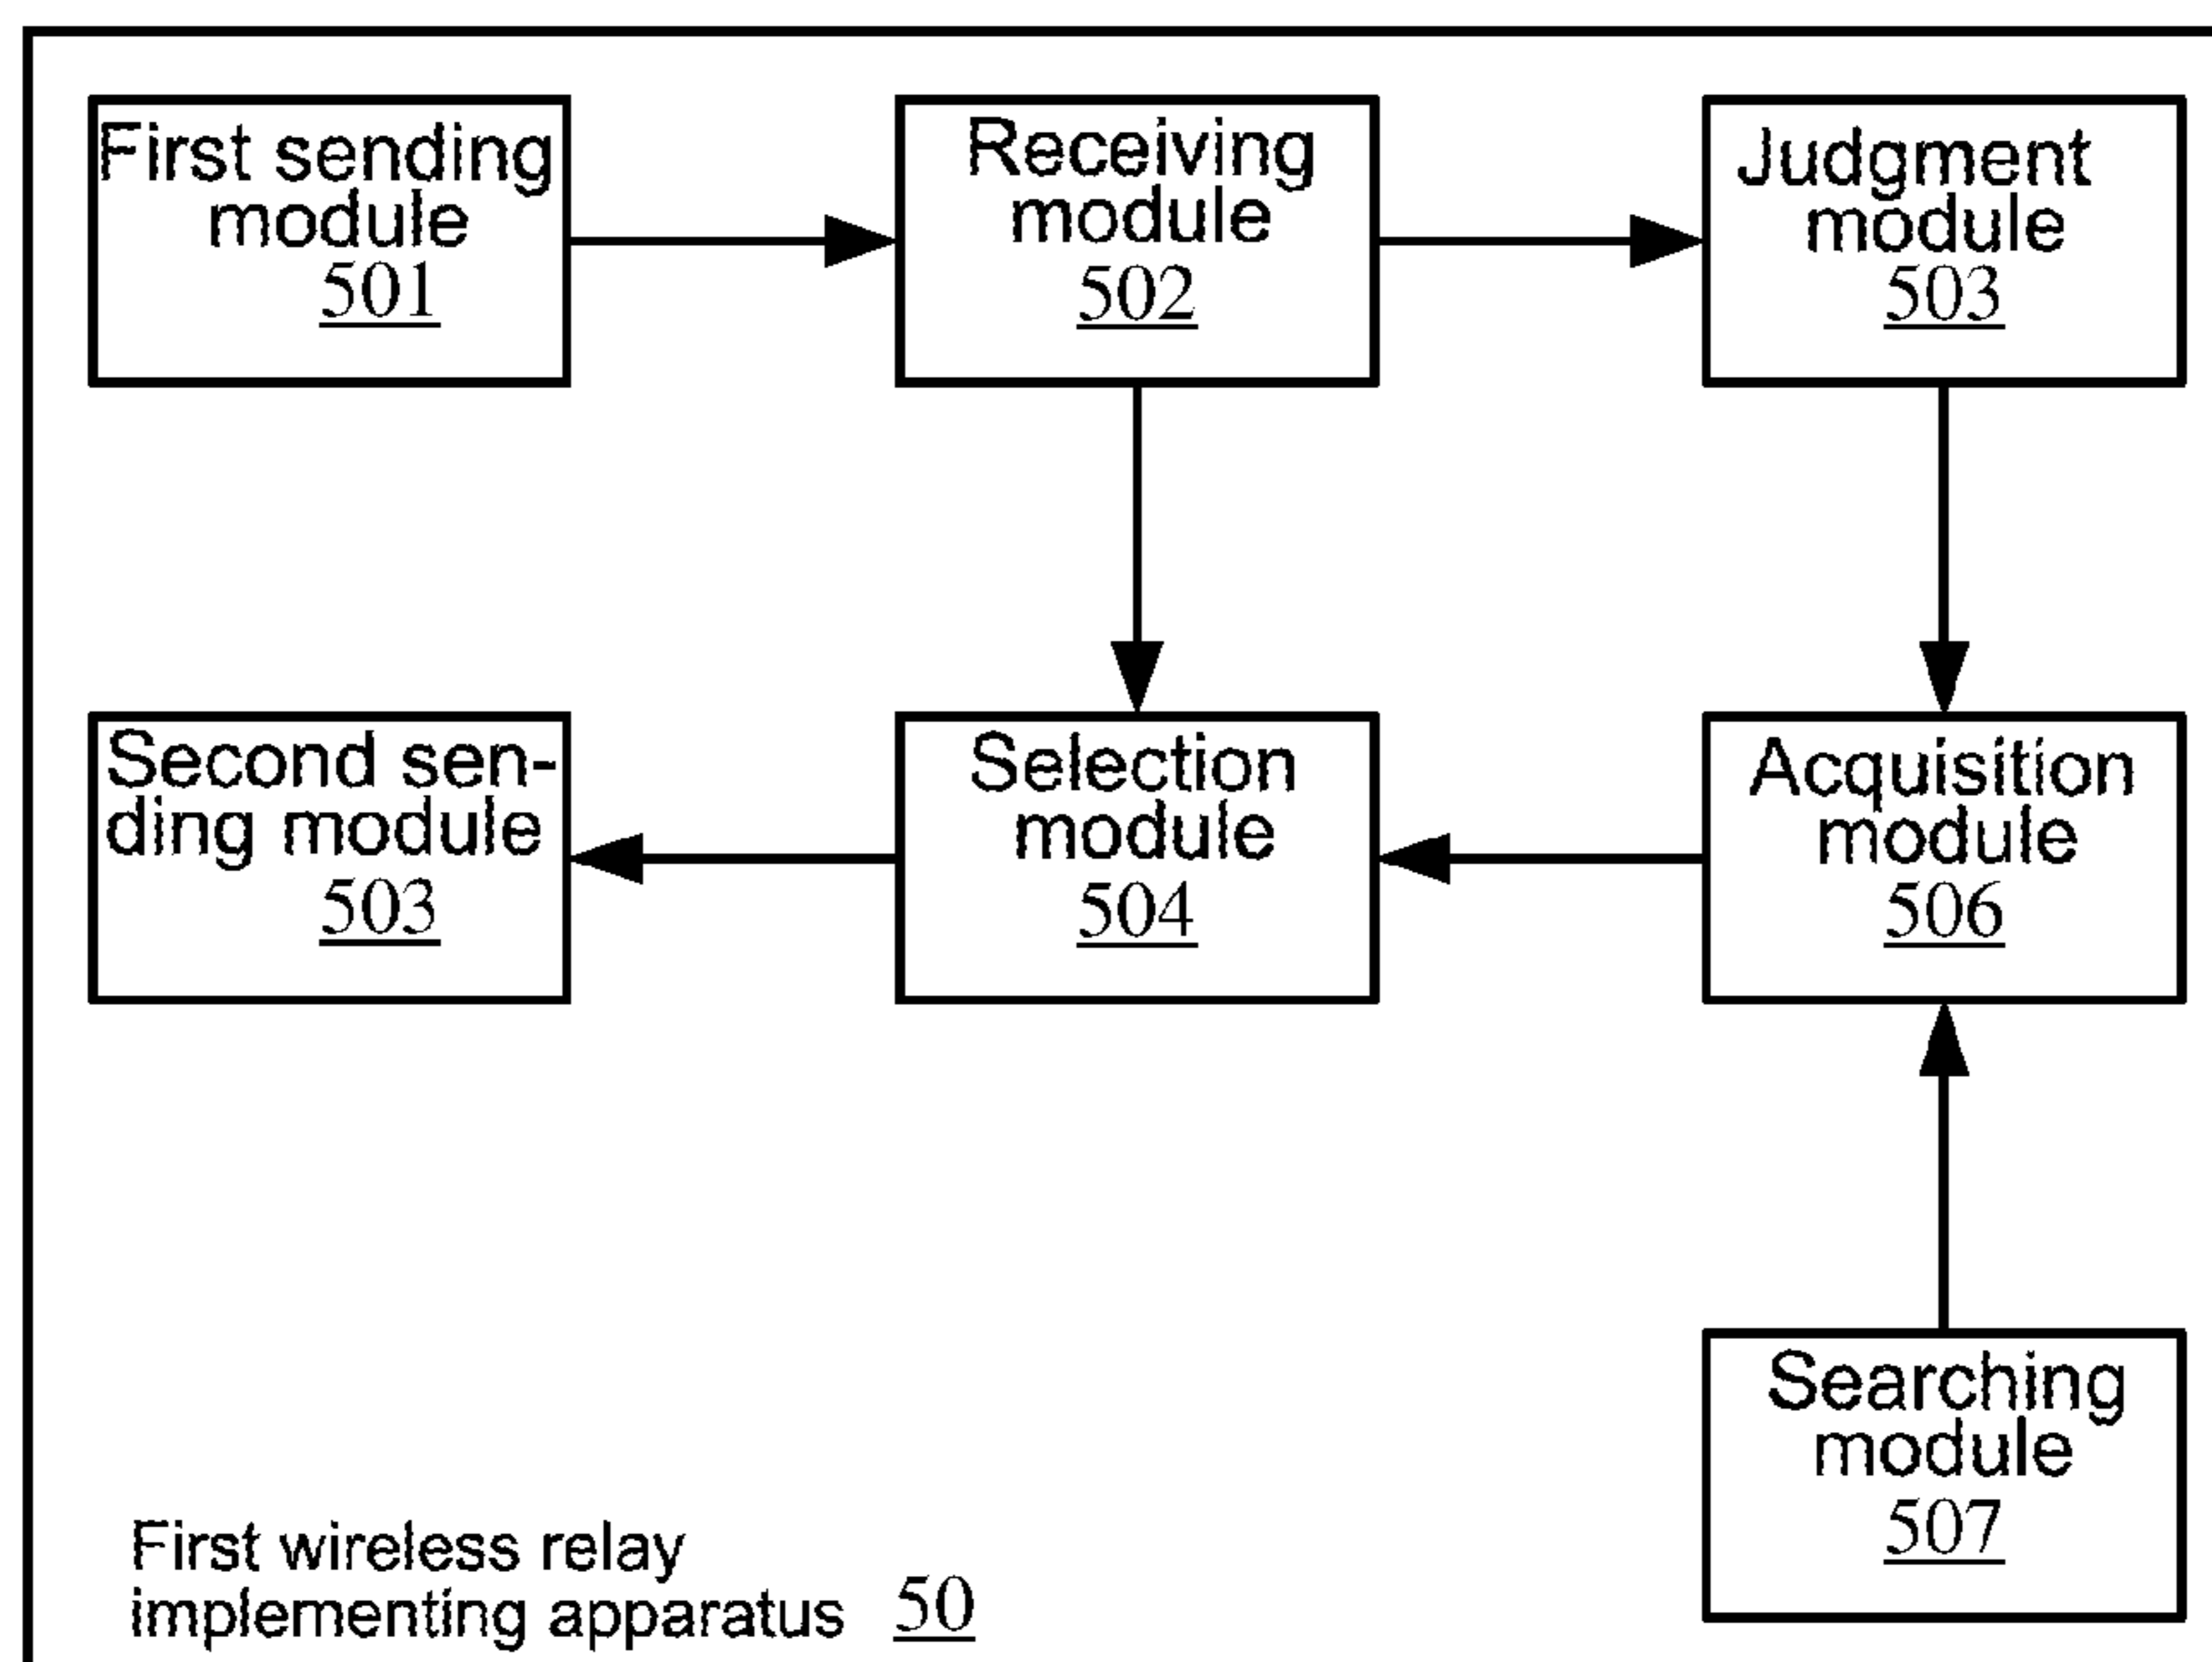 First sending
module
501
Receiving
module
502
Judgment
module
503
Second sen-
ding module
503
Selection
module
504
Acquisition
module
506
Searching
module
507
First wireless relay
implementing apparatus 50